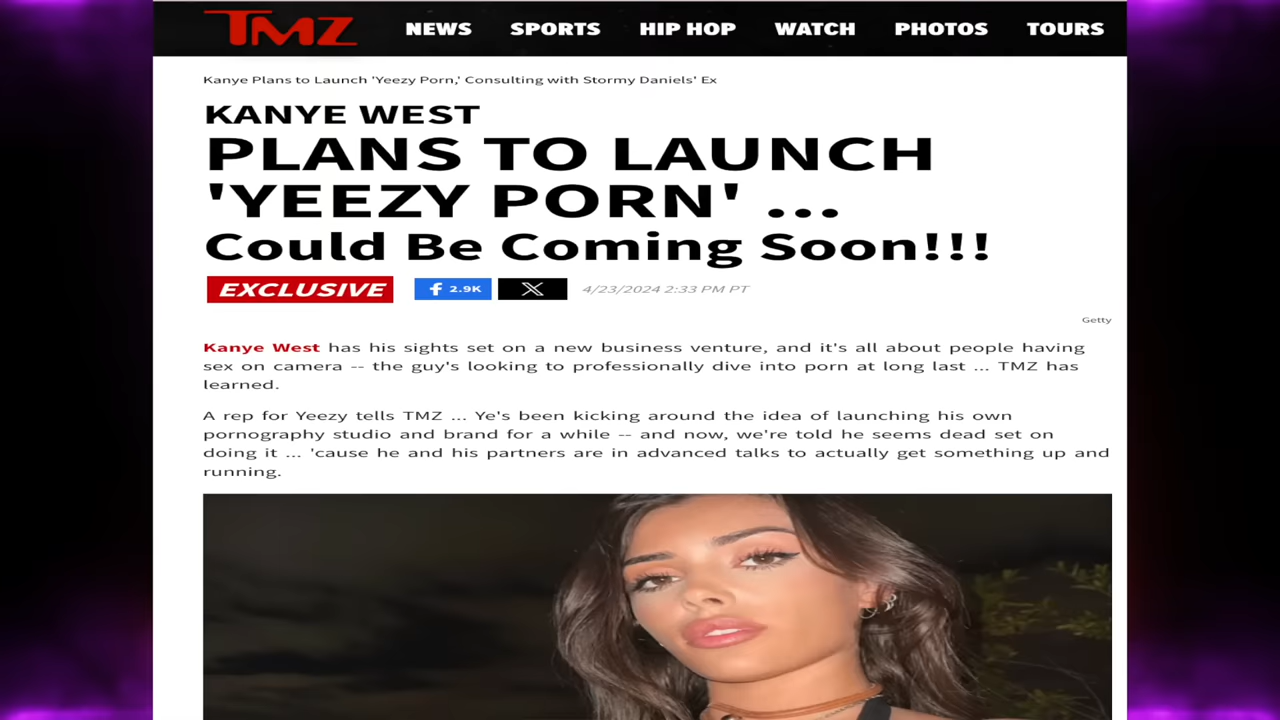 TMZ NEWS SPORTS HIP HOP WATCH PHOTOS TOURS
Kanye Plans to Launch 'Yeezy Porn,' Consulting with Stormy Daniels' Ex
KANYE WEST
PLANS TO LAUNCH
'YEEZY PORN' ...
Could Be Coming Soon!!!
EXCLUSIVE f 2.9K X 4/23/2024 2:33 PM PT
Getty
Kanye West has his sights set on a new business venture, and it's all about people having
sex on camera -- the guy's looking to professionally dive into porn at long last ... TMZ has
learned.
A rep for Yeezy tells TMZ ... Ye's been kicking around the idea of launching his own
pornography studio and brand for a while -- and now, we're told he seems dead set on
doing it ... 'cause he and his partners are in advanced talks to actually get something up and
running.